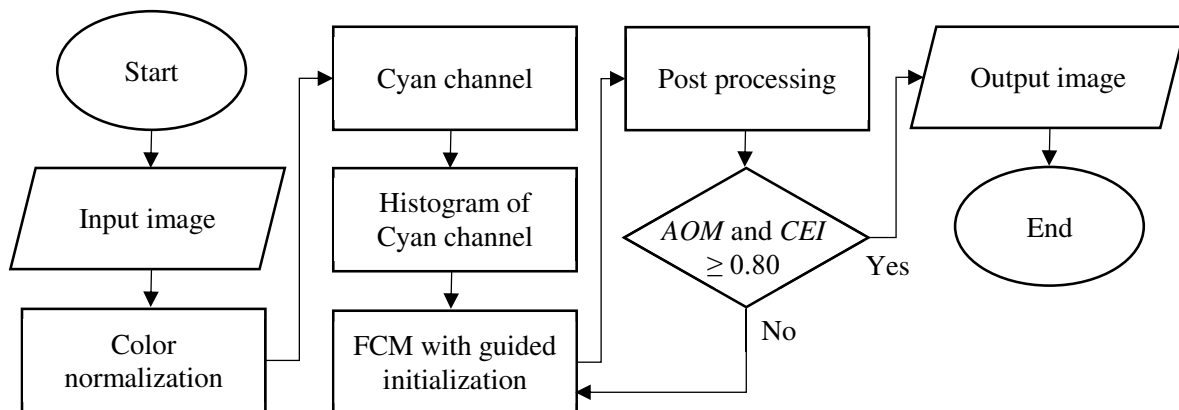 Start
Input image
Color
normalization
Cyan channel
Histogram of
Cyan channel
FCM with guided
initialization
Post processing
AOM and CEI
≥ 0.80
Yes
No
Output image
End